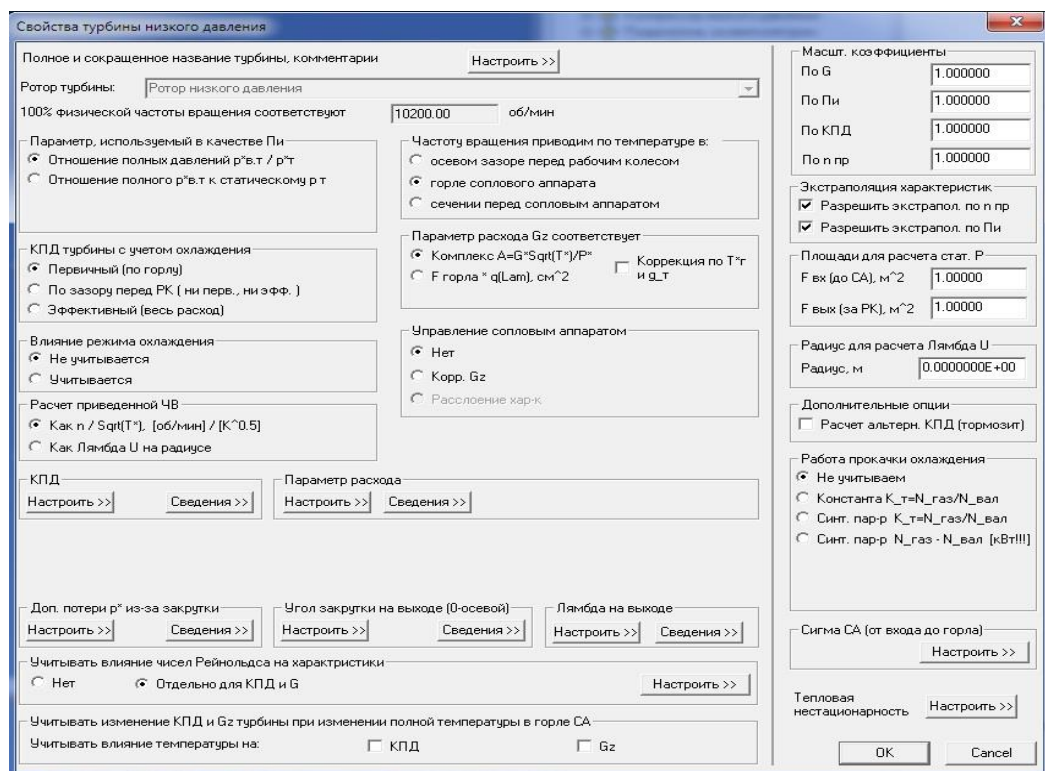 Свойства турбины низкого давления
Полное и сокращенное название турбины, комментарии
Настроить >>
Ротор турбины:
Ротор низкого давления
100% физической частоты вращения соответствуют
10200.00
об/мин
Параметр, используемый в качестве Пи
Отношение полных давлений p*в.т / p*т
Отношение полного p*в.т к статическому p т
Частоту вращения приводим по температуре в:
осевом зазоре перед рабочим колесом
горле соплового аппарата
сечении перед сопловым аппаратом
КПД турбины с учетом охлаждения
Первичный (по горлу)
По зазору перед РК ( ни перв., ни эфф. )
Эффективный (весь расход)
Параметр расхода Gz соответствует
Комплекс A=G*Sqrt(T*)/P*
F горла * q(Lam), см^2
Коррекция по T*г
и g_т
Влияние режима охлаждения
Не учитывается
Учитывается
Управление сопловым аппаратом
Нет
Корр. Gz
Расслоение хар-к
Расчет приведенной ЧВ
Как n / Sqrt(T*), [об/мин] / [K^0.5]
Как Лямбда U на радиусе
КПД
Настроить >>
Сведения >>
Параметр расхода
Настроить >>
Сведения >>
Доп. потери p* из-за закрутки
Настроить >>
Сведения >>
Угол закрутки на выходе (0-осевой)
Настроить >>
Сведения >>
Лямбда на выходе
Настроить >>
Сведения >>
Учитывать влияние чисел Рейнольдса на характристики
Нет
Отдельно для КПД и G
Настроить >>
Учитывать изменение КПД и Gz турбины при изменении полной температуры в горле СА
Учитывать влияние температуры на:
КПД
Gz
Масшт. коэффициенты
По G
1.000000
По Пи
1.000000
По КПД
1.000000
По n пр
1.000000
Экстраполяция характеристик
Разрешить экстрапол. по n пр
Разрешить экстрапол. по Пи
Площади для расчета стат. P
F вх (до СА), м^2
1.00000
F вых (за РК), м^2
1.00000
Радиус для расчета Лямбда U
Радиус, м
0.0000000E+00
Дополнительные опции
Расчет альтерн. КПД (тормозит)
Работа прокачки охлаждения
Не учитываем
Константа K_т=N_газ/N_вал
Синт. пар-р K_т=N_газ/N_вал
Синт. пар-р N_газ - N_вал [кВт!!!]
Сигма СА (от входа до горла)
Настроить >>
Тепловая
нестационарность
Настроить >>
OK
Cancel